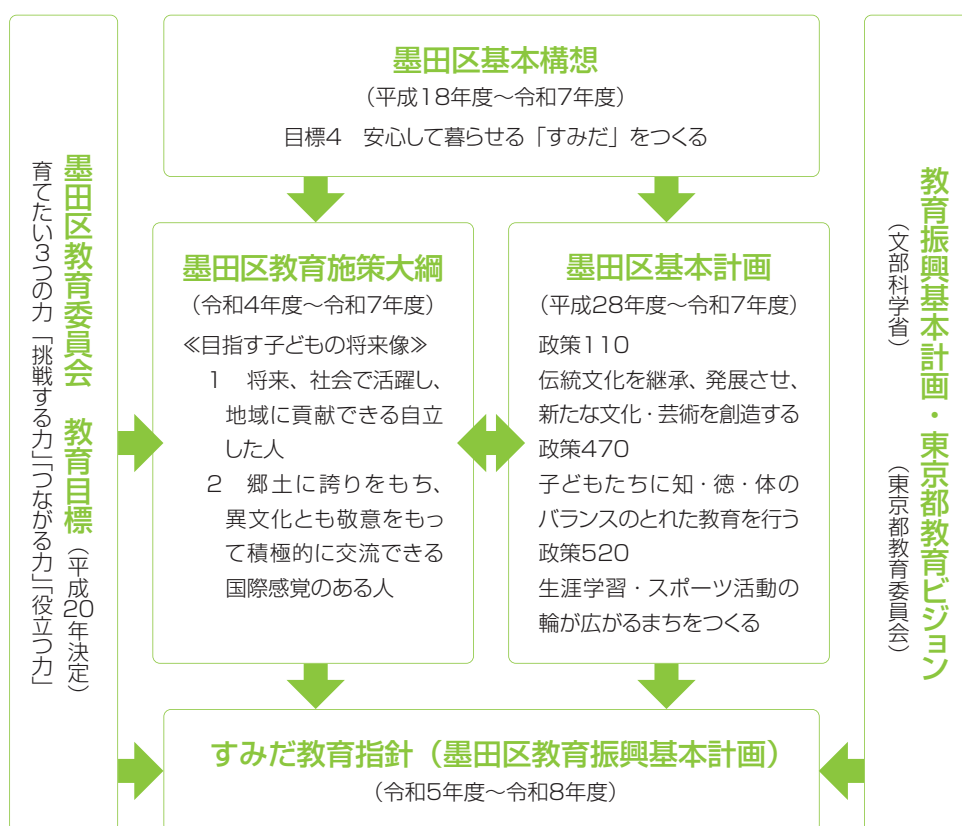 墨田区基本構想
（平成18年度～令和7年度）
目標4　安心して暮らせる「すみだ」をつくる
墨田区教育委員会　教育目標（平成20年決定）
育てたい3つの力「挑戦する力」「つながる力」「役立つ力」
墨田区教育施策大綱
（令和4年度～令和7年度）
≪目指す子どもの将来像≫
1　将来、社会で活躍し、
地域に貢献できる自立
した人
2　郷土に誇りをもち、
異文化とも敬意をもっ
て積極的に交流できる
国際感覚のある人
墨田区基本計画
（平成28年度～令和7年度）
政策110
伝統文化を継承、発展させ、
新たな文化・芸術を創造する
政策470
子どもたちに知・徳・体の
バランスのとれた教育を行う
政策520
生涯学習・スポーツ活動の
輪が広がるまちをつくる
教育振興基本計画・東京都教育ビジョン
（文部科学省）　（東京都教育委員会）
すみだ教育指針（墨田区教育振興基本計画）
（令和5年度～令和8年度）